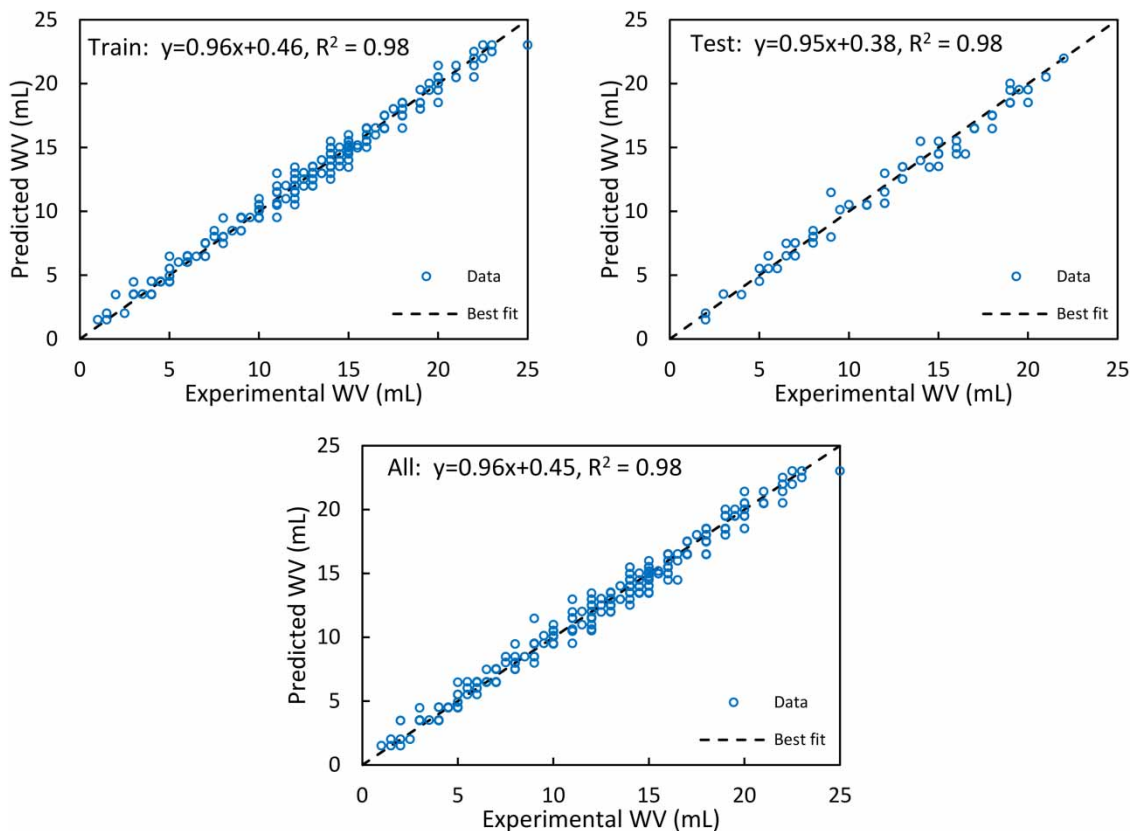 Train: y=0.96x+0.46, R² = 0.98
Predicted WV (mL)
25
20
15
10
5
0
Data
Best fit
0 5 10 15 20 25
Experimental WV (mL)
Test: y=0.95x+0.38, R² = 0.98
Predicted WV (mL)
25
20
15
10
5
0
Data
Best fit
0 5 10 15 20 25
Experimental WV (mL)
All: y=0.96x+0.45, R² = 0.98
Predicted WV (mL)
25
20
15
10
5
0
Data
Best fit
0 5 10 15 20 25
Experimental WV (mL)